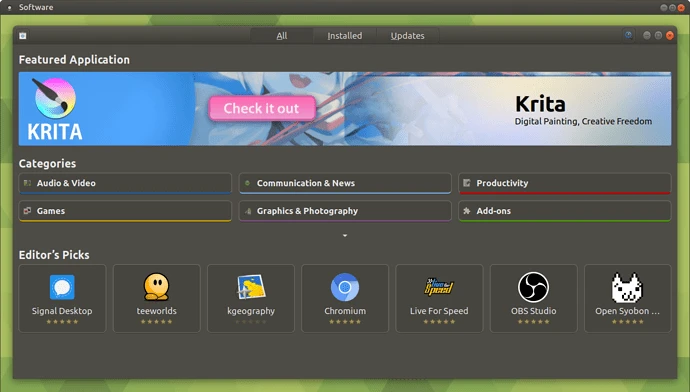 Software
All Installed Updates
Featured Application
KRITA
Check it out
Krita
Digital Painting, Creative Freedom
Categories
Audio & Video Communication & News Productivity
Games Graphics & Photography Add-ons
Editor's Picks
Signal Desktop teeworlds kgeography Chromium Live For Speed OBS Studio Open Syobon ...